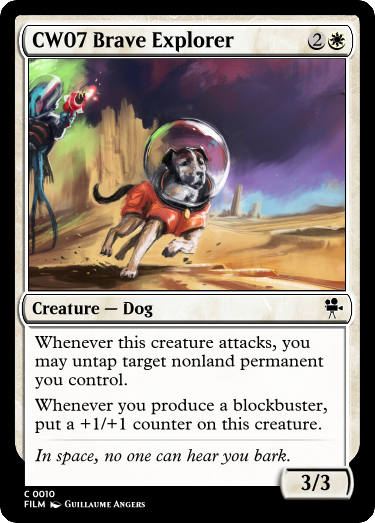 CW07 Brave Explorer 2
Creature — Dog
Whenever this creature attacks, you
may untap target nonland permanent
you control.
Whenever you produce a blockbuster,
put a +1/+1 counter on this creature.
In space, no one can hear you bark.
3/3
C 0010
FILM Guillaume Angers